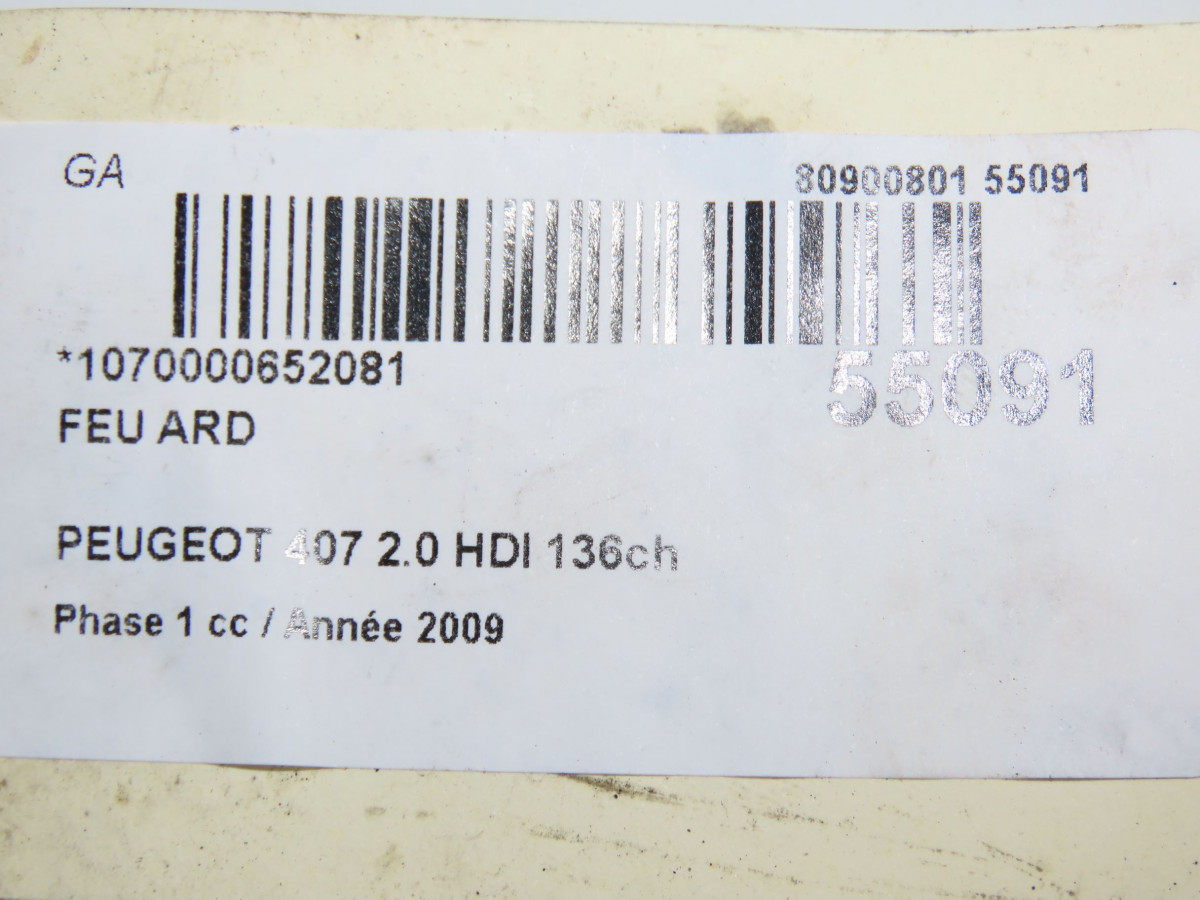 GA
80900801 55091
*1070000652081
55091
FEU ARD
PEUGEOT 407 2.0 HDI 136ch
Phase 1 cc / Année 2009